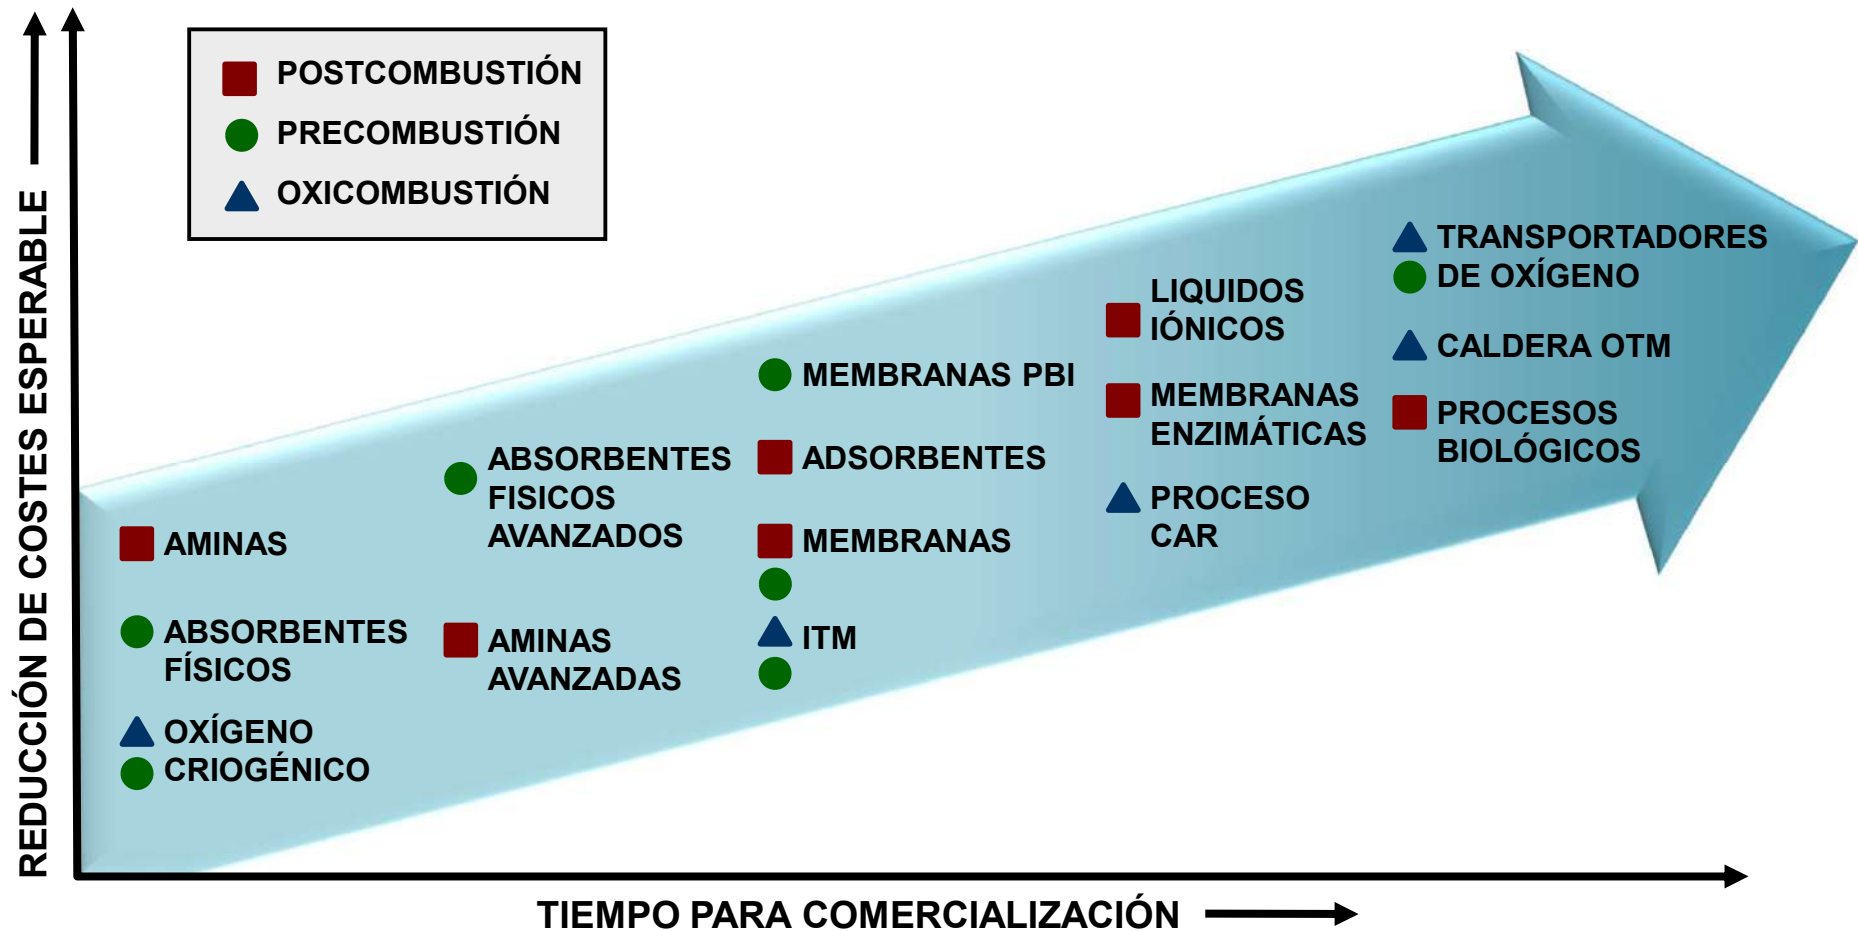 REDUCCIÓN DE COSTES ESPERABLE
POSTCOMBUSTIÓN
PRECOMBUSTIÓN
OXICOMBUSTIÓN
AMINAS
ABSORBENTES
FÍSICOS
OXÍGENO
CRIOGÉNICO
ABSORBENTES
FISICOS
AVANZADOS
AMINAS
AVANZADAS
MEMBRANAS PBI
ADSORBENTES
MEMBRANAS
ITM
LIQUIDOS
IÓNICOS
MEMBRANAS
ENZIMÁTICAS
PROCESO
CAR
TRANSPORTADORES
DE OXÍGENO
CALDERA OTM
PROCESOS
BIOLÓGICOS
TIEMPO PARA COMERCIALIZACIÓN